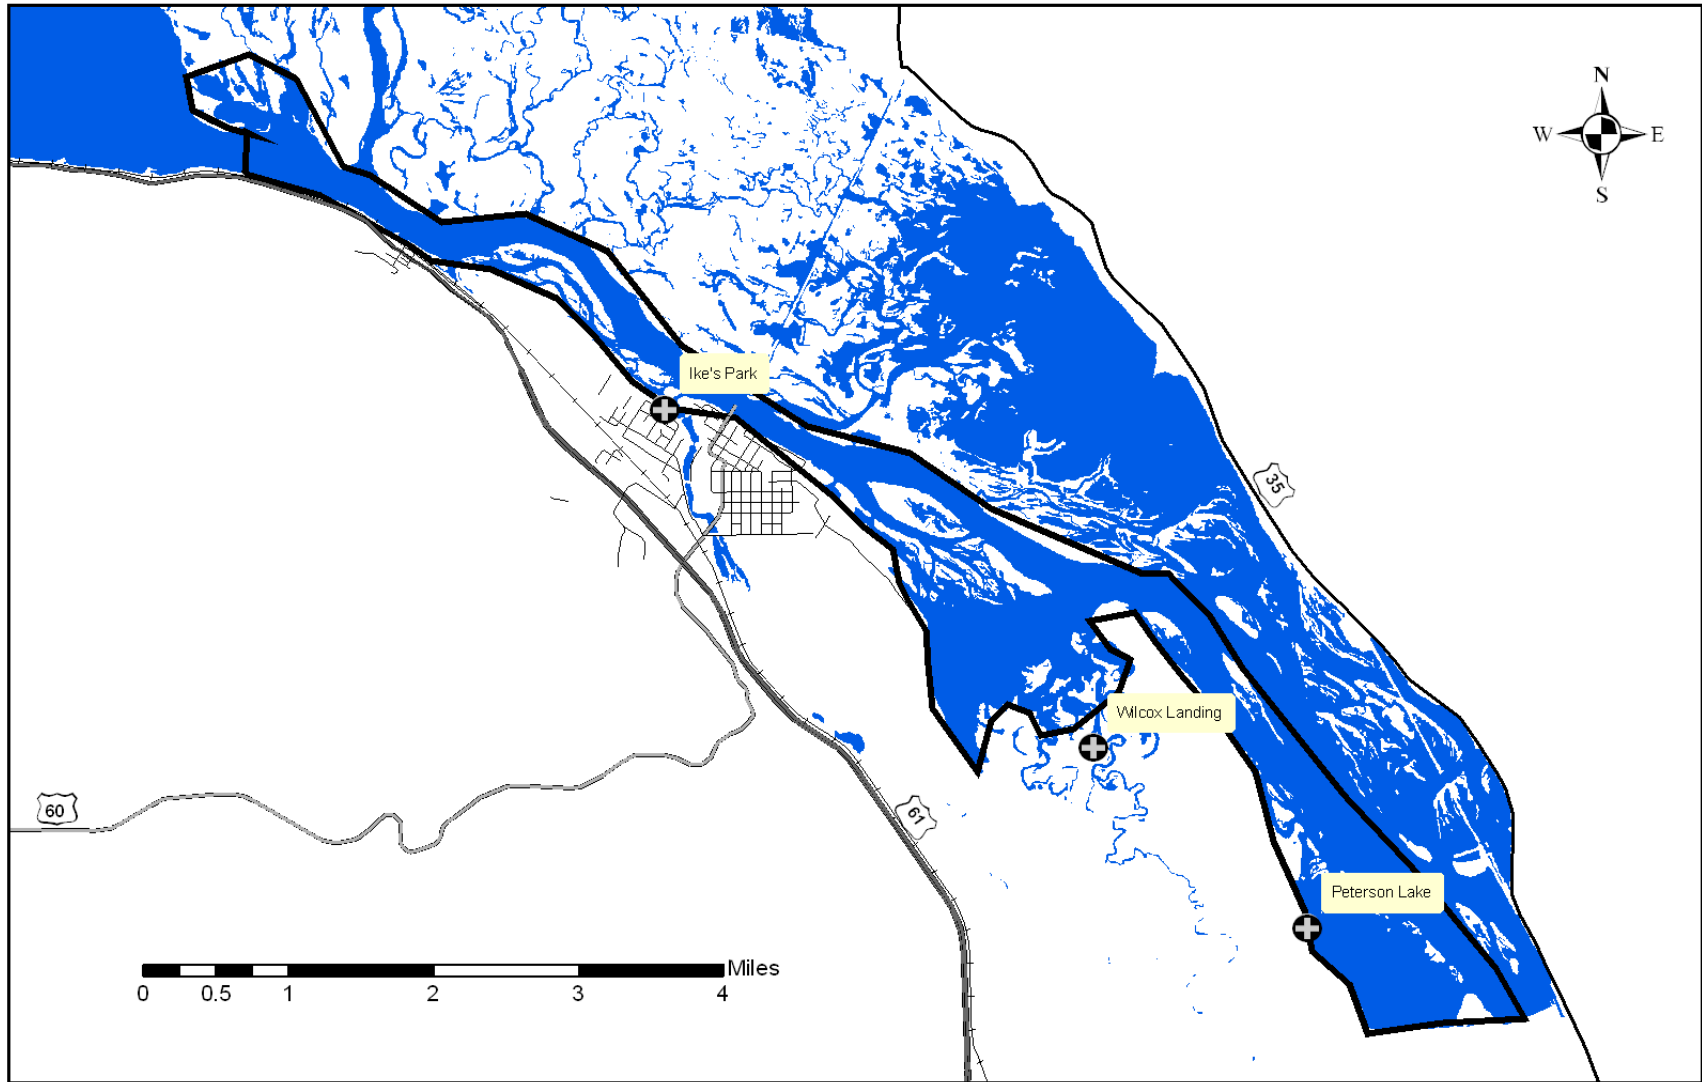 N
W E
S
Ike's Park
35
Wilcox Landing
60
61
Peterson Lake
Miles
0 0.5 1 2 3 4